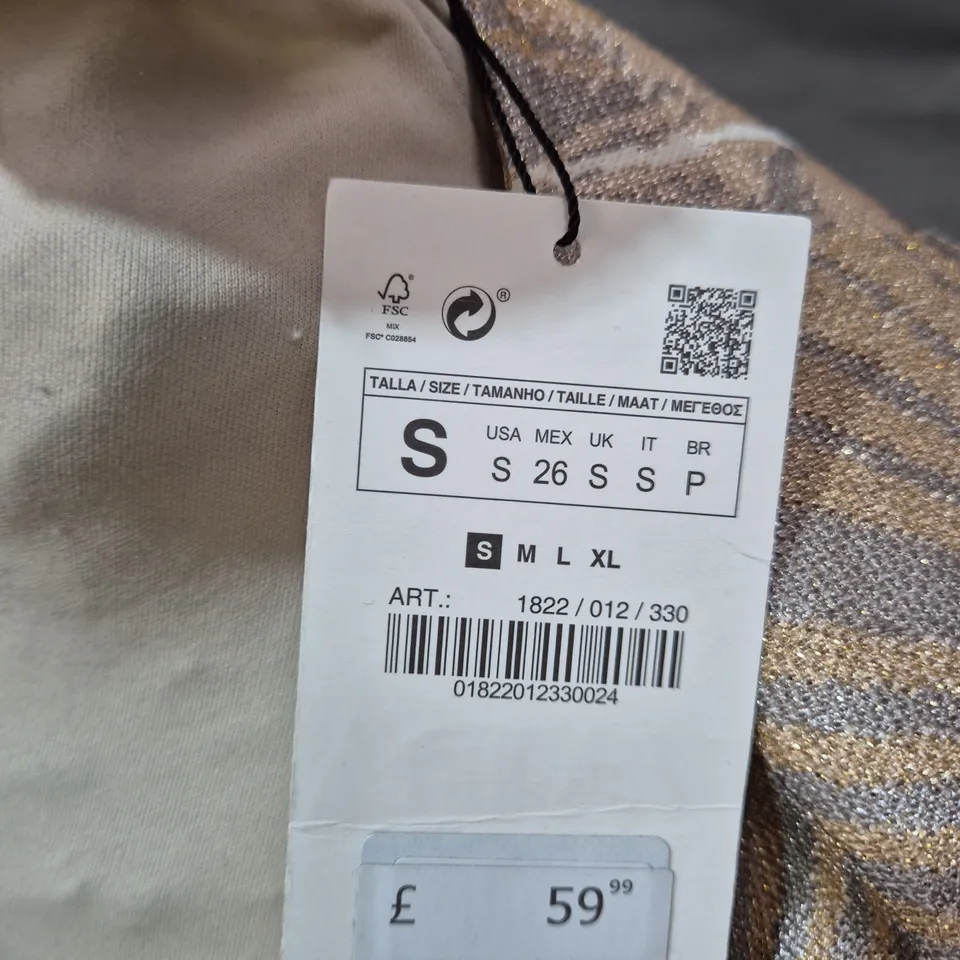 FSC®
MIX
FSC® C028854
®
TALLA / SIZE / TAMANHO / TAILLE / MAAT / ΜΕΓΕΘΟΣ
S
USA MEX UK IT BR
S 26 S S P
S M L XL
ART.: 1822 / 012 / 330
01822012330024
£ 59⁹⁹